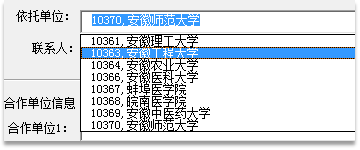 依托单位：
10370, 安徽师范大学
联系人：
10361, 安徽理工大学
10363, 安徽工程大学
10364, 安徽农业大学
10366, 安徽医科大学
10367, 蚌埠医学院
10368, 皖南医学院
10369, 安徽中医药大学
10370, 安徽师范大学
合作单位信息
合作单位1：